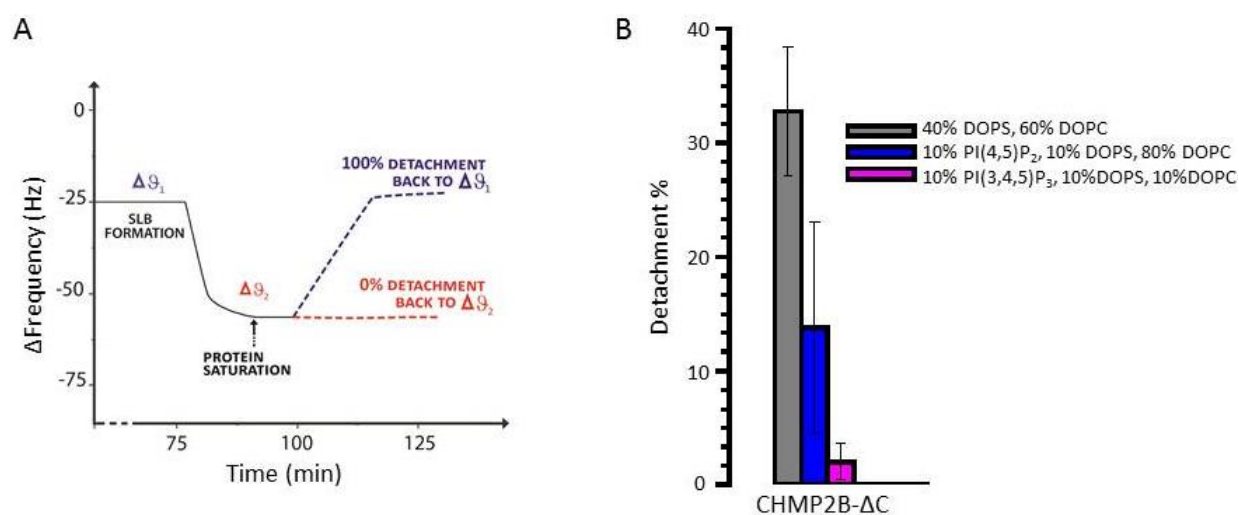 A
B
0
-25
-50
-75
ΔFrequency (Hz)
Δϑ₁
SLB
FORMATION
100% DETACHMENT
BACK TO Δϑ₁
Δϑ₂
0% DETACHMENT
BACK TO Δϑ₂
PROTEIN
SATURATION
75
100
125
Time (min)
40
30
20
10
0
Detachment %
40% DOPS, 60% DOPC
10% PI(4,5)P₂, 10% DOPS, 80% DOPC
10% PI(3,4,5)P₃, 10%DOPS, 10%DOPC
CHMP2B-ΔC